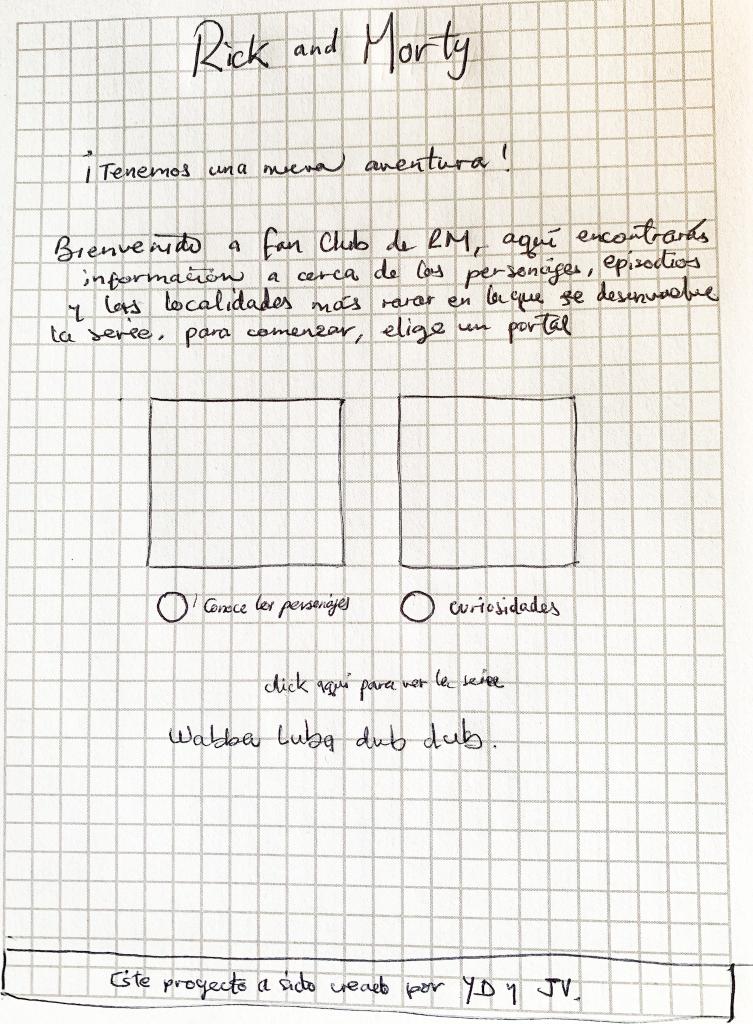 Rick and Morty
¡Tenemos una nueva aventura!
Bienvenido a fan Club de RM, aquí encontrarás
información a cerca de los personajes, episodios
y las localidades más raras en la que se desenvuelve
la serie, para comenzar, elige un portal
Conoce los personajes
curiosidades
click aquí para ver la serie
Wabba Luba dub dub.
Este proyecto a sido creado por YD y JV.